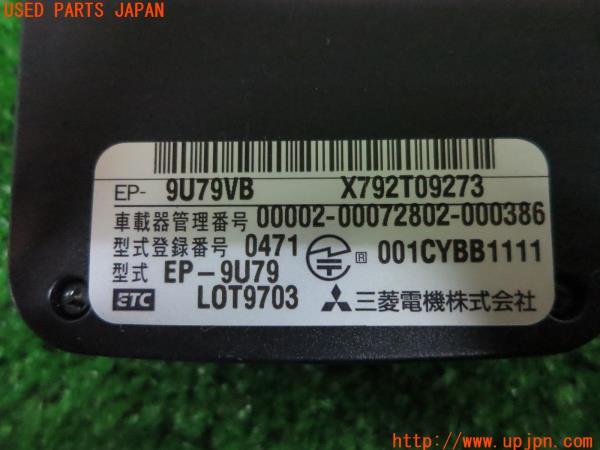 USED PARTS JAPAN
EP- 9U79VB X792T09273
車載器管理番号 00002-00072802-000386
型式登録番号 0471 R 001CYBB1111
型式 EP-9U79
ETC LOT9703 三菱電機株式会社
http://www.upjpn.com/